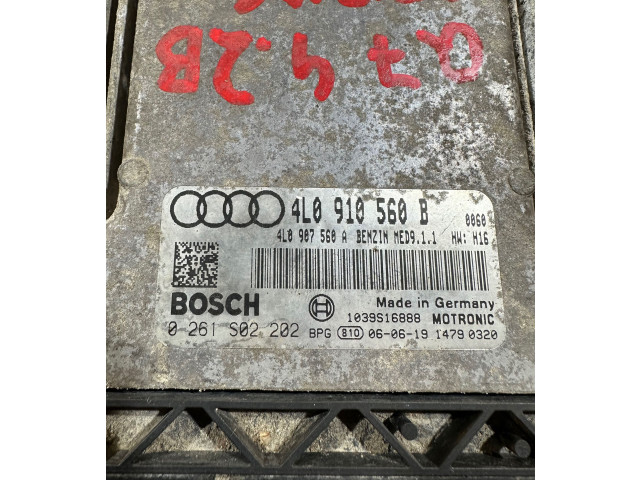 Q7 4.2B
4L0 910 560 B 0060
4L0 907 560 A BENZIN MED9.1.1 HW: H16
BOSCH
Made in Germany
1039S16888 MOTRONIC
0 261 S02 202 BPG 810 06-06-19 1479 0320